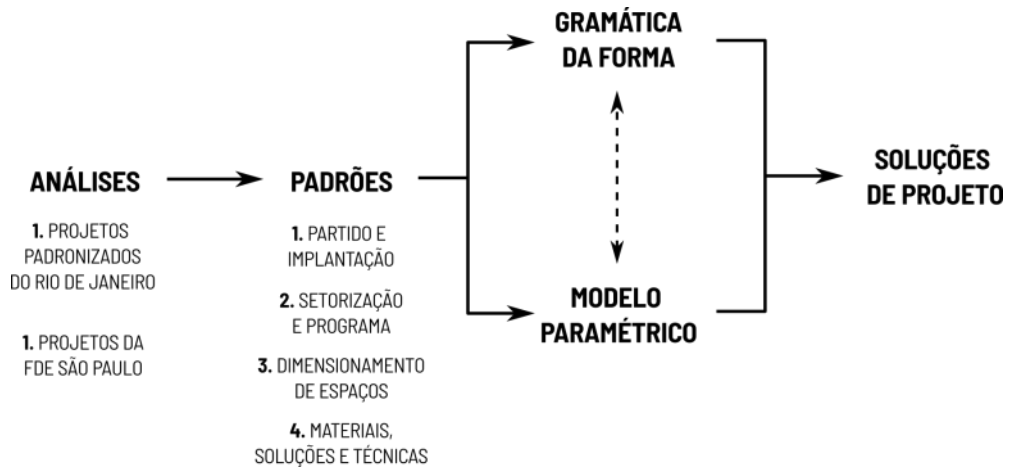 ANÁLISES
1. PROJETOS
PADRONIZADOS
DO RIO DE JANEIRO
1. PROJETOS DA
FDE SÃO PAULO
PADRÕES
1. PARTIDO E
IMPLANTAÇÃO
2. SETORIZAÇÃO
E PROGRAMA
3. DIMENSIONAMENTO
DE ESPAÇOS
4. MATERIAIS,
SOLUÇÕES E TÉCNICAS
GRAMÁTICA
DA FORMA
MODELO
PARAMÉTRICO
SOLUÇÕES
DE PROJETO